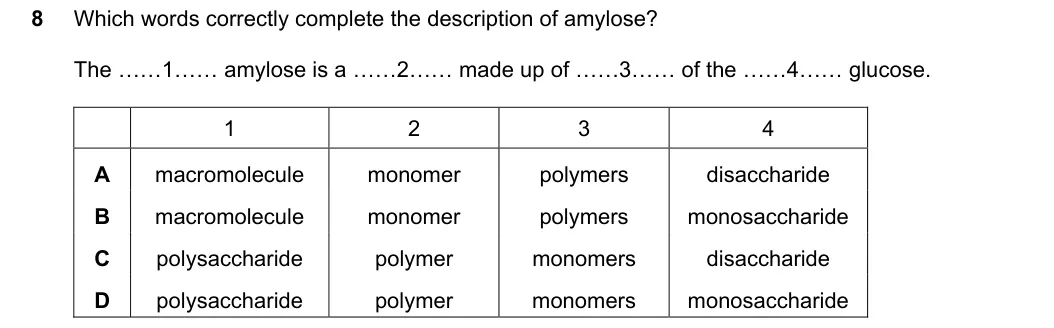 8 Which words correctly complete the description of amylose?
The ......1...... amylose is a ......2...... made up of ......3...... of the ......4...... glucose.
1 2 3 4
A macromolecule monomer polymers disaccharide
B macromolecule monomer polymers monosaccharide
C polysaccharide polymer monomers disaccharide
D polysaccharide polymer monomers monosaccharide